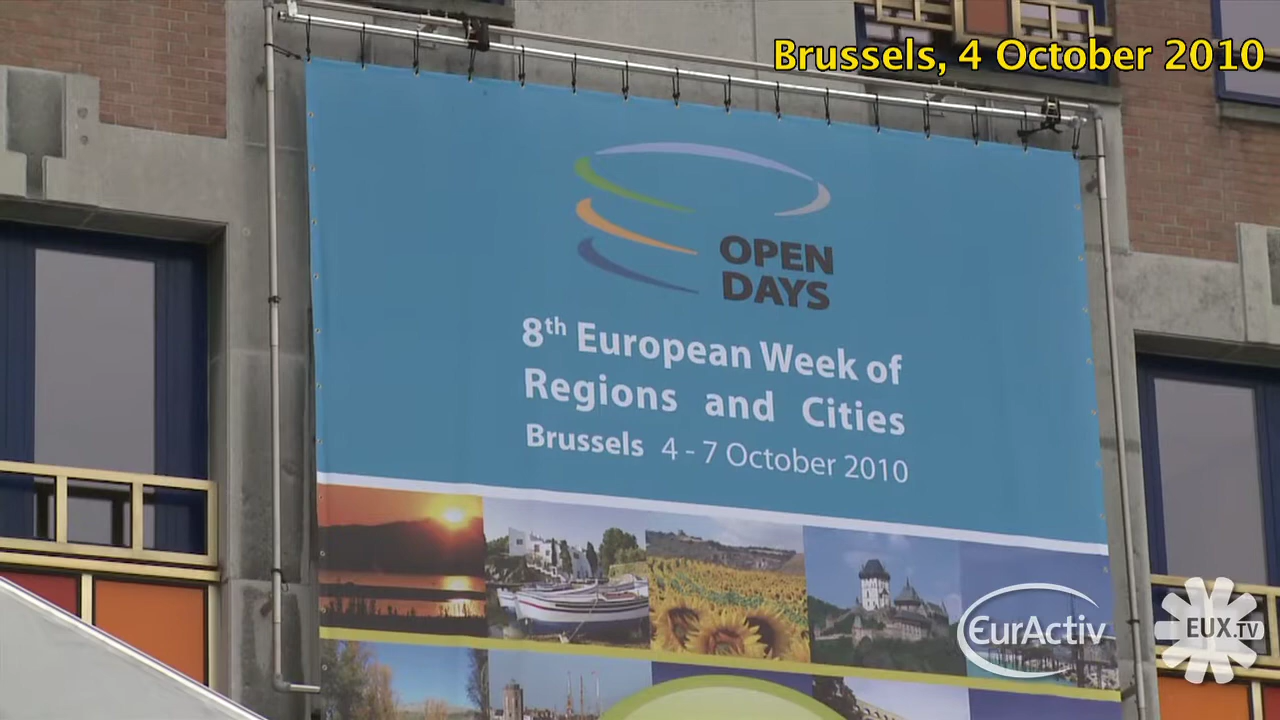 Brussels, 4 October 2010
OPEN
DAYS
8th European Week of
Regions and Cities
Brussels 4 - 7 October 2010
EurActiv
EUX.TV